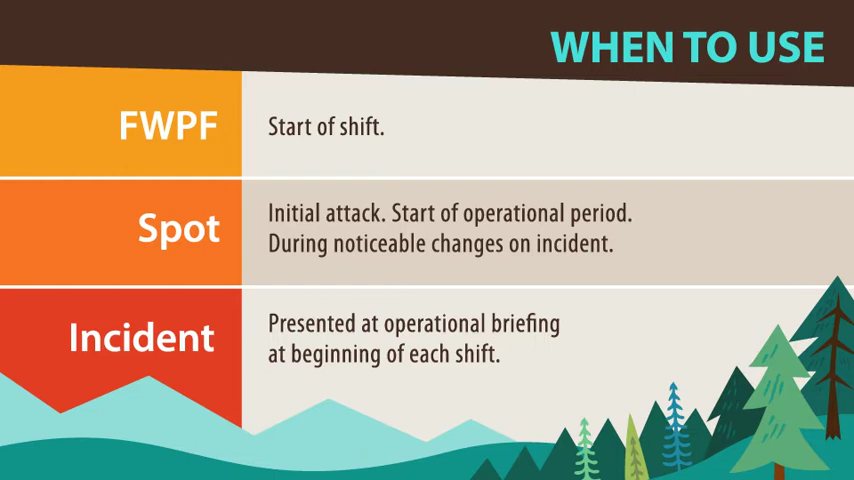 WHEN TO USE
FWPF
Start of shift.
Spot
Initial attack. Start of operational period.
During noticeable changes on incident.
Incident
Presented at operational briefing
at beginning of each shift.